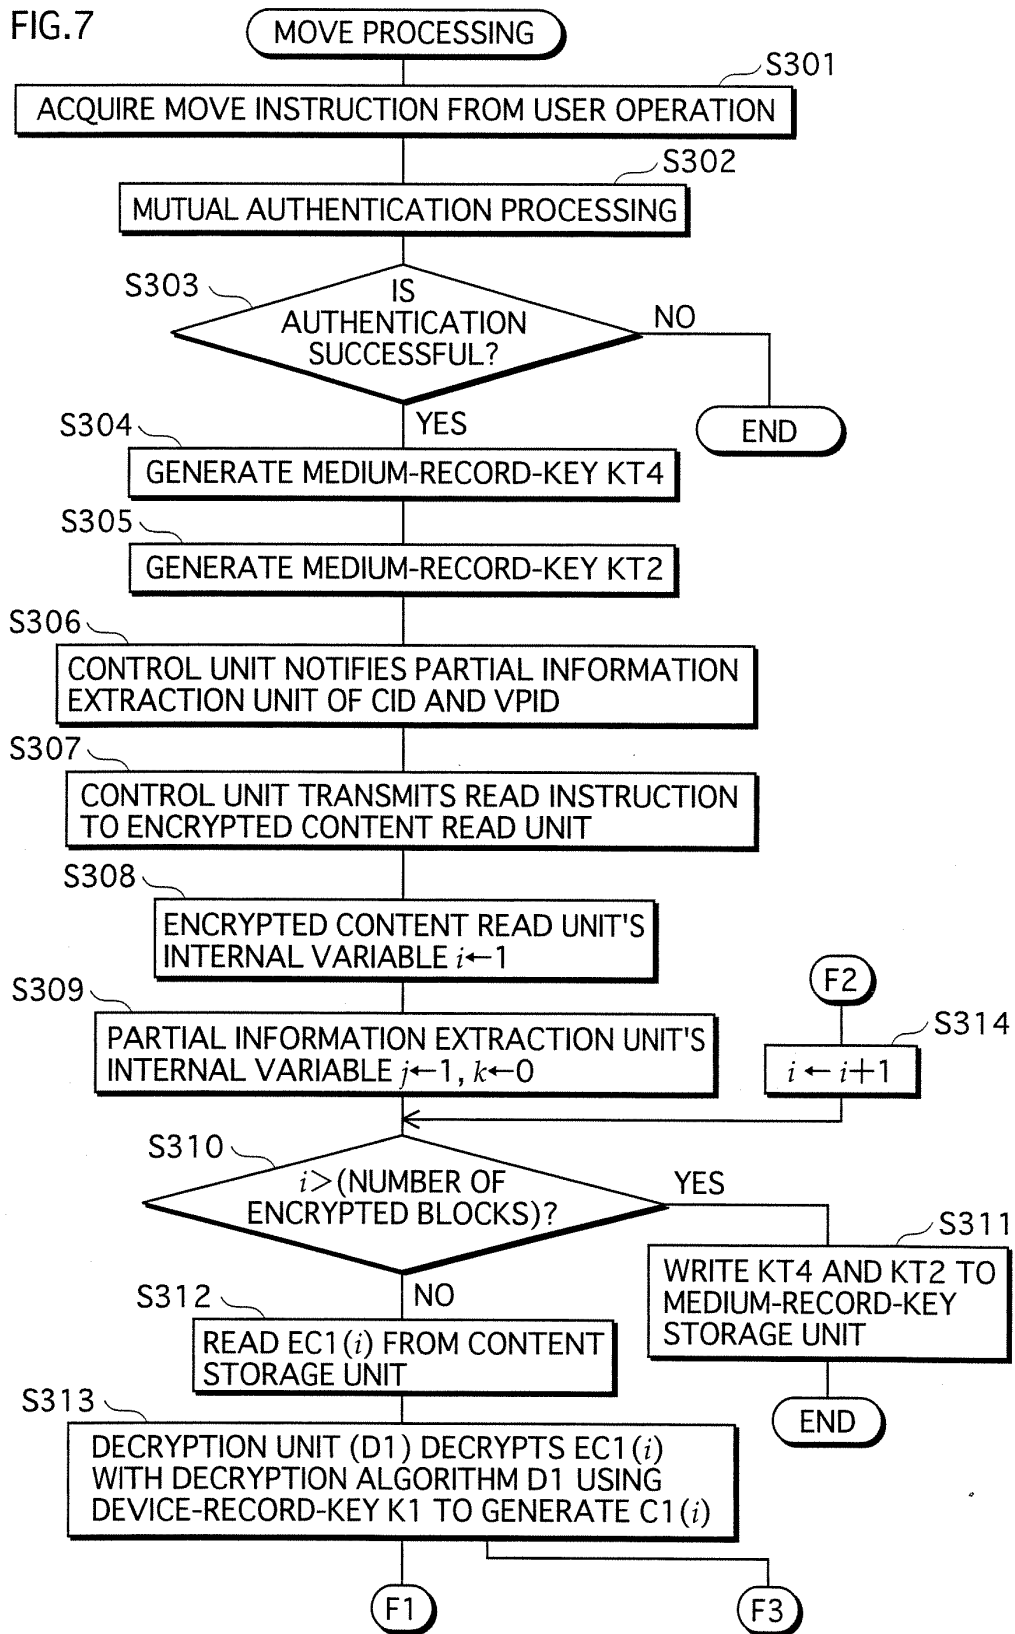 FIG.7
MOVE PROCESSING
S301
ACQUIRE MOVE INSTRUCTION FROM USER OPERATION
S302
MUTUAL AUTHENTICATION PROCESSING
S303
IS
AUTHENTICATION
SUCCESSFUL?
NO
END
YES
S304
GENERATE MEDIUM-RECORD-KEY KT4
S305
GENERATE MEDIUM-RECORD-KEY KT2
S306
CONTROL UNIT NOTIFIES PARTIAL INFORMATION
EXTRACTION UNIT OF CID AND VPID
S307
CONTROL UNIT TRANSMITS READ INSTRUCTION
TO ENCRYPTED CONTENT READ UNIT
S308
ENCRYPTED CONTENT READ UNIT'S
INTERNAL VARIABLE i←1
S309
PARTIAL INFORMATION EXTRACTION UNIT'S
INTERNAL VARIABLE j←1, k←0
F2
S314
i ← i+1
S310
i>(NUMBER OF
ENCRYPTED BLOCKS)?
YES
S311
WRITE KT4 AND KT2 TO
MEDIUM-RECORD-KEY
STORAGE UNIT
END
NO
S312
READ EC1(i) FROM CONTENT
STORAGE UNIT
S313
DECRYPTION UNIT (D1) DECRYPTS EC1(i)
WITH DECRYPTION ALGORITHM D1 USING
DEVICE-RECORD-KEY K1 TO GENERATE C1(i)
F1
F3